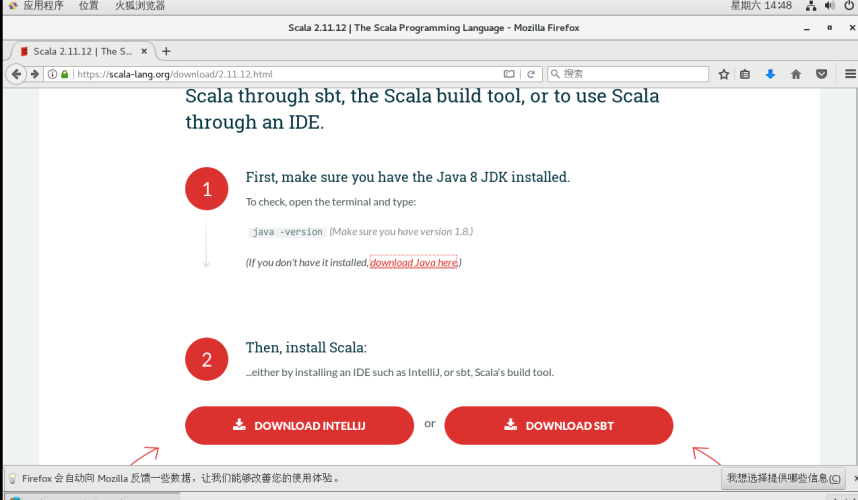 应用程序 位置 火狐浏览器 星期六 14:48
Scala 2.11.12 | The Scala Programming Language - Mozilla Firefox
Scala 2.11.12 | The S...
https://scala-lang.org/download/2.11.12.html 搜索
Scala through sbt, the Scala build tool, or to use Scala
through an IDE.
1 First, make sure you have the Java 8 JDK installed.
To check, open the terminal and type:
java -version (Make sure you have version 1.8.)
(If you don't have it installed, download Java here.)
2 Then, install Scala:
...either by installing an IDE such as IntelliJ, or sbt, Scala's build tool.
DOWNLOAD INTELLIJ or DOWNLOAD SBT
Firefox 会自动向 Mozilla 反馈一些数据，让我们能够改善您的使用体验。 我想选择提供哪些信息(C)